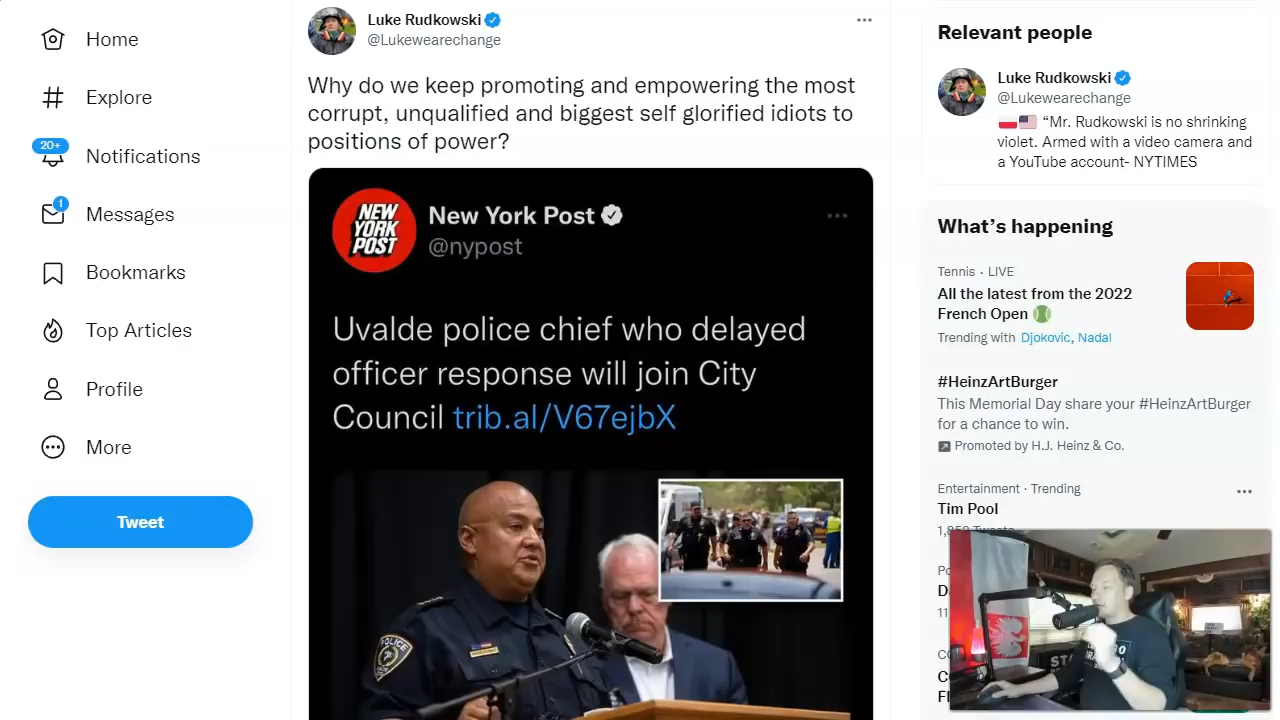 Home
Explore
20+
Notifications
1
Messages
Bookmarks
Top Articles
Profile
More
Tweet
Luke Rudkowski
@Lukewearechange
Why do we keep promoting and empowering the most
corrupt, unqualified and biggest self glorified idiots to
positions of power?
NEW
YORK
POST
New York Post
@nypost
Uvalde police chief who delayed
officer response will join City
Council trib.al/V67ejbX
POLICE
Relevant people
Luke Rudkowski
@Lukewearechange
“Mr. Rudkowski is no shrinking
violet. Armed with a video camera and
a YouTube account- NYTIMES
What’s happening
Tennis · LIVE
All the latest from the 2022
French Open
Trending with Djokovic, Nadal
#HeinzArtBurger
This Memorial Day share your #HeinzArtBurger
for a chance to win.
Promoted by H.J. Heinz & Co.
Entertainment · Trending
Tim Pool